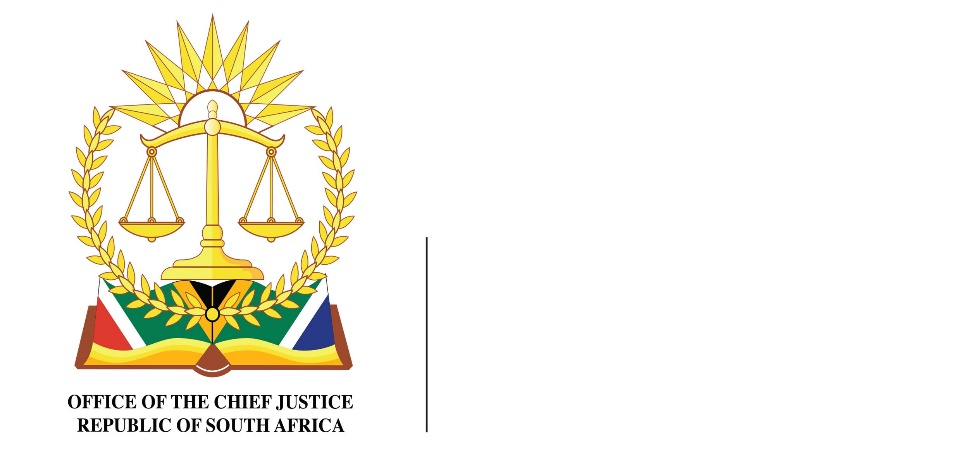 OFFICE OF THE CHIEF JUSTICE
REPUBLIC OF SOUTH AFRICA